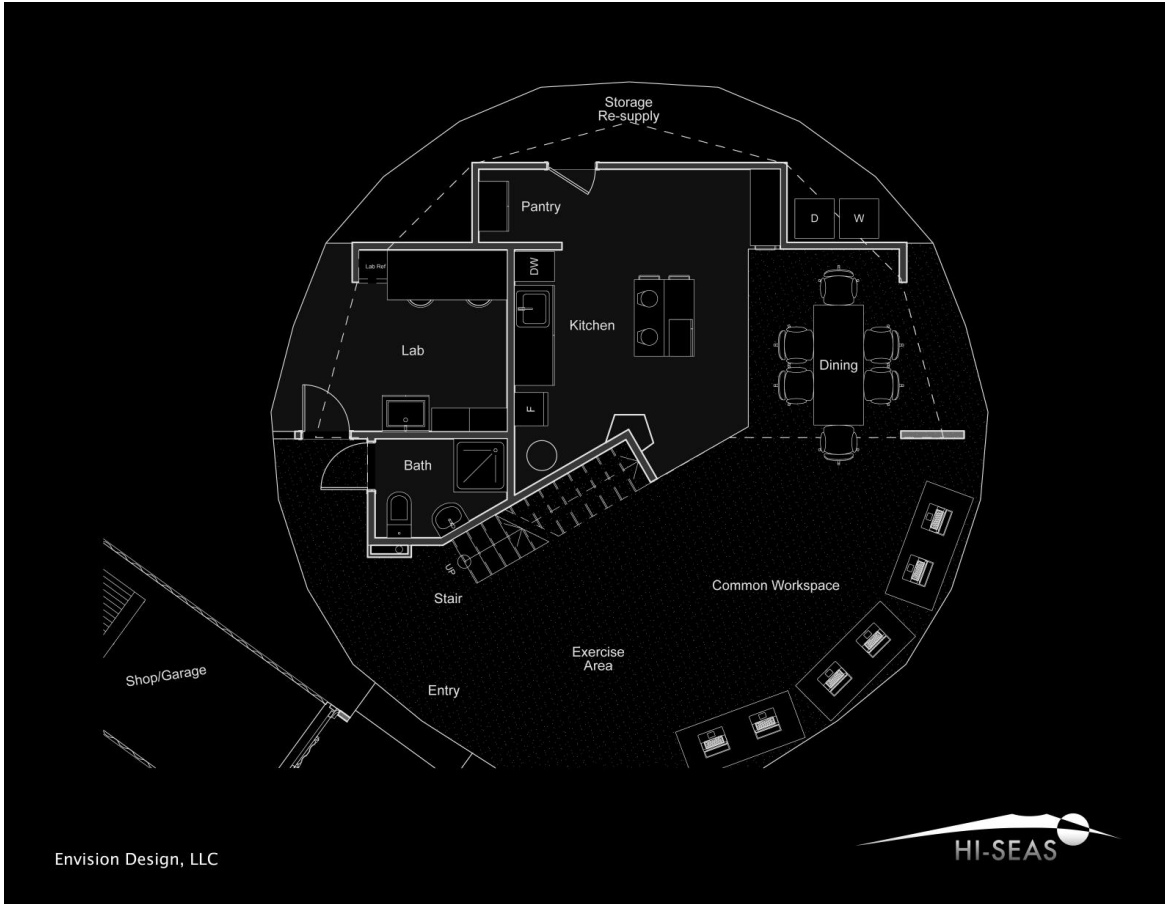 Storage
Re-supply
Pantry
D
W
Lab Ref
DW
Kitchen
Lab
Dining
F
Bath
UP
Stair
Common Workspace
Exercise
Area
Shop/Garage
Entry
Envision Design, LLC
HI-SEAS